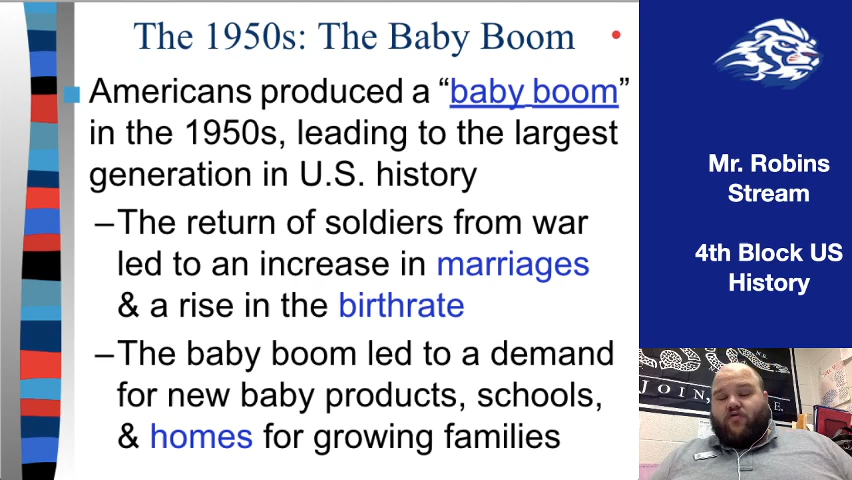 The 1950s: The Baby Boom
Americans produced a “baby boom”
in the 1950s, leading to the largest
generation in U.S. history
–The return of soldiers from war
led to an increase in marriages
& a rise in the birthrate
–The baby boom led to a demand
for new baby products, schools,
& homes for growing families
Mr. Robins
Stream
4th Block US
History
JOIN,